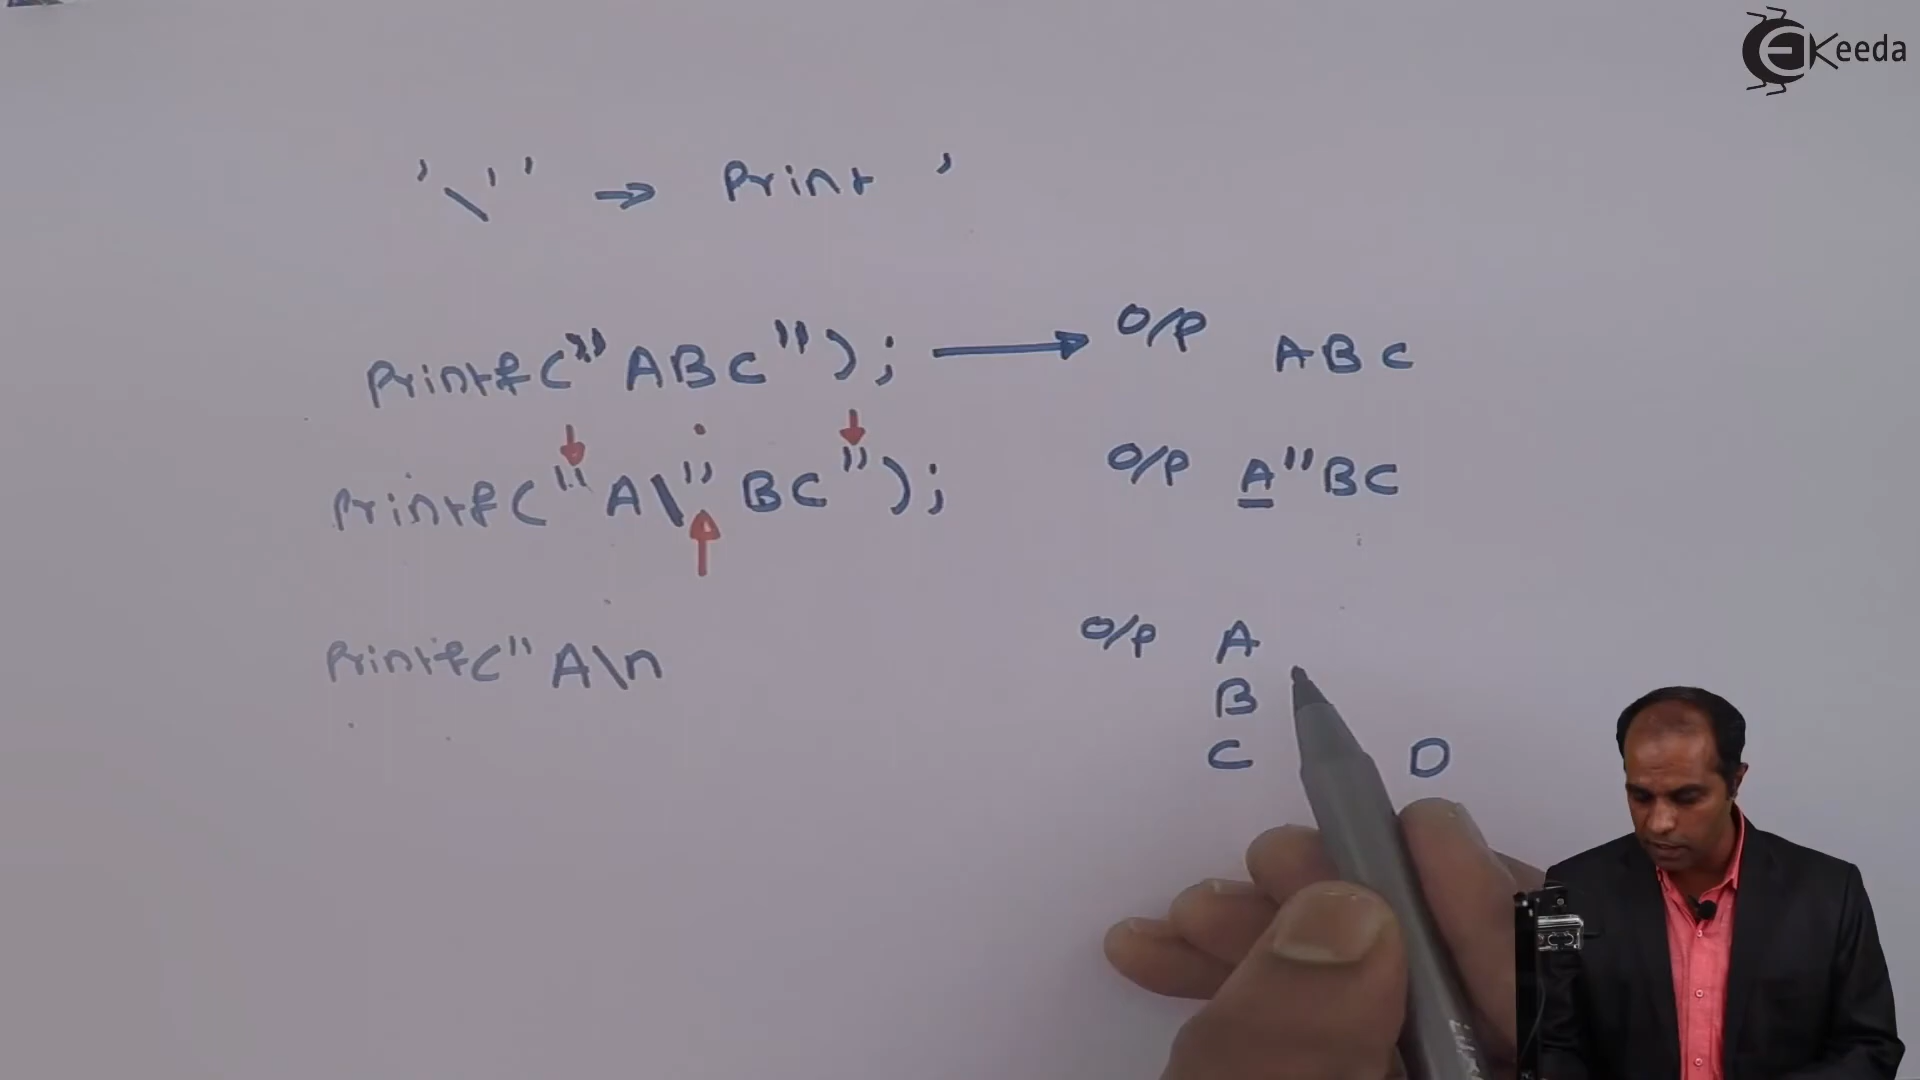 Keeda
'\'' → Print '
printf("ABC"); → O/P ABC
printf("A\"BC"); O/P A"BC
printf("A\n O/P A
B
C D